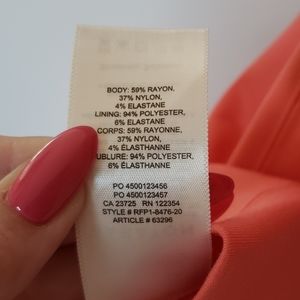 BODY: 59% RAYON,
37% NYLON,
4% ELASTANE
LINING: 94% POLYESTER,
6% ELASTANE
CORPS: 59% RAYONNE,
37% NYLON,
4% ÉLASTHANNE
UBLURE: 94% POLYESTER,
6% ÉLASTHANNE
PO 4500123456
PO 4500123457
CA 23725 RN 122354
STYLE # RFP1-8476-20
ARTICLE # 63296